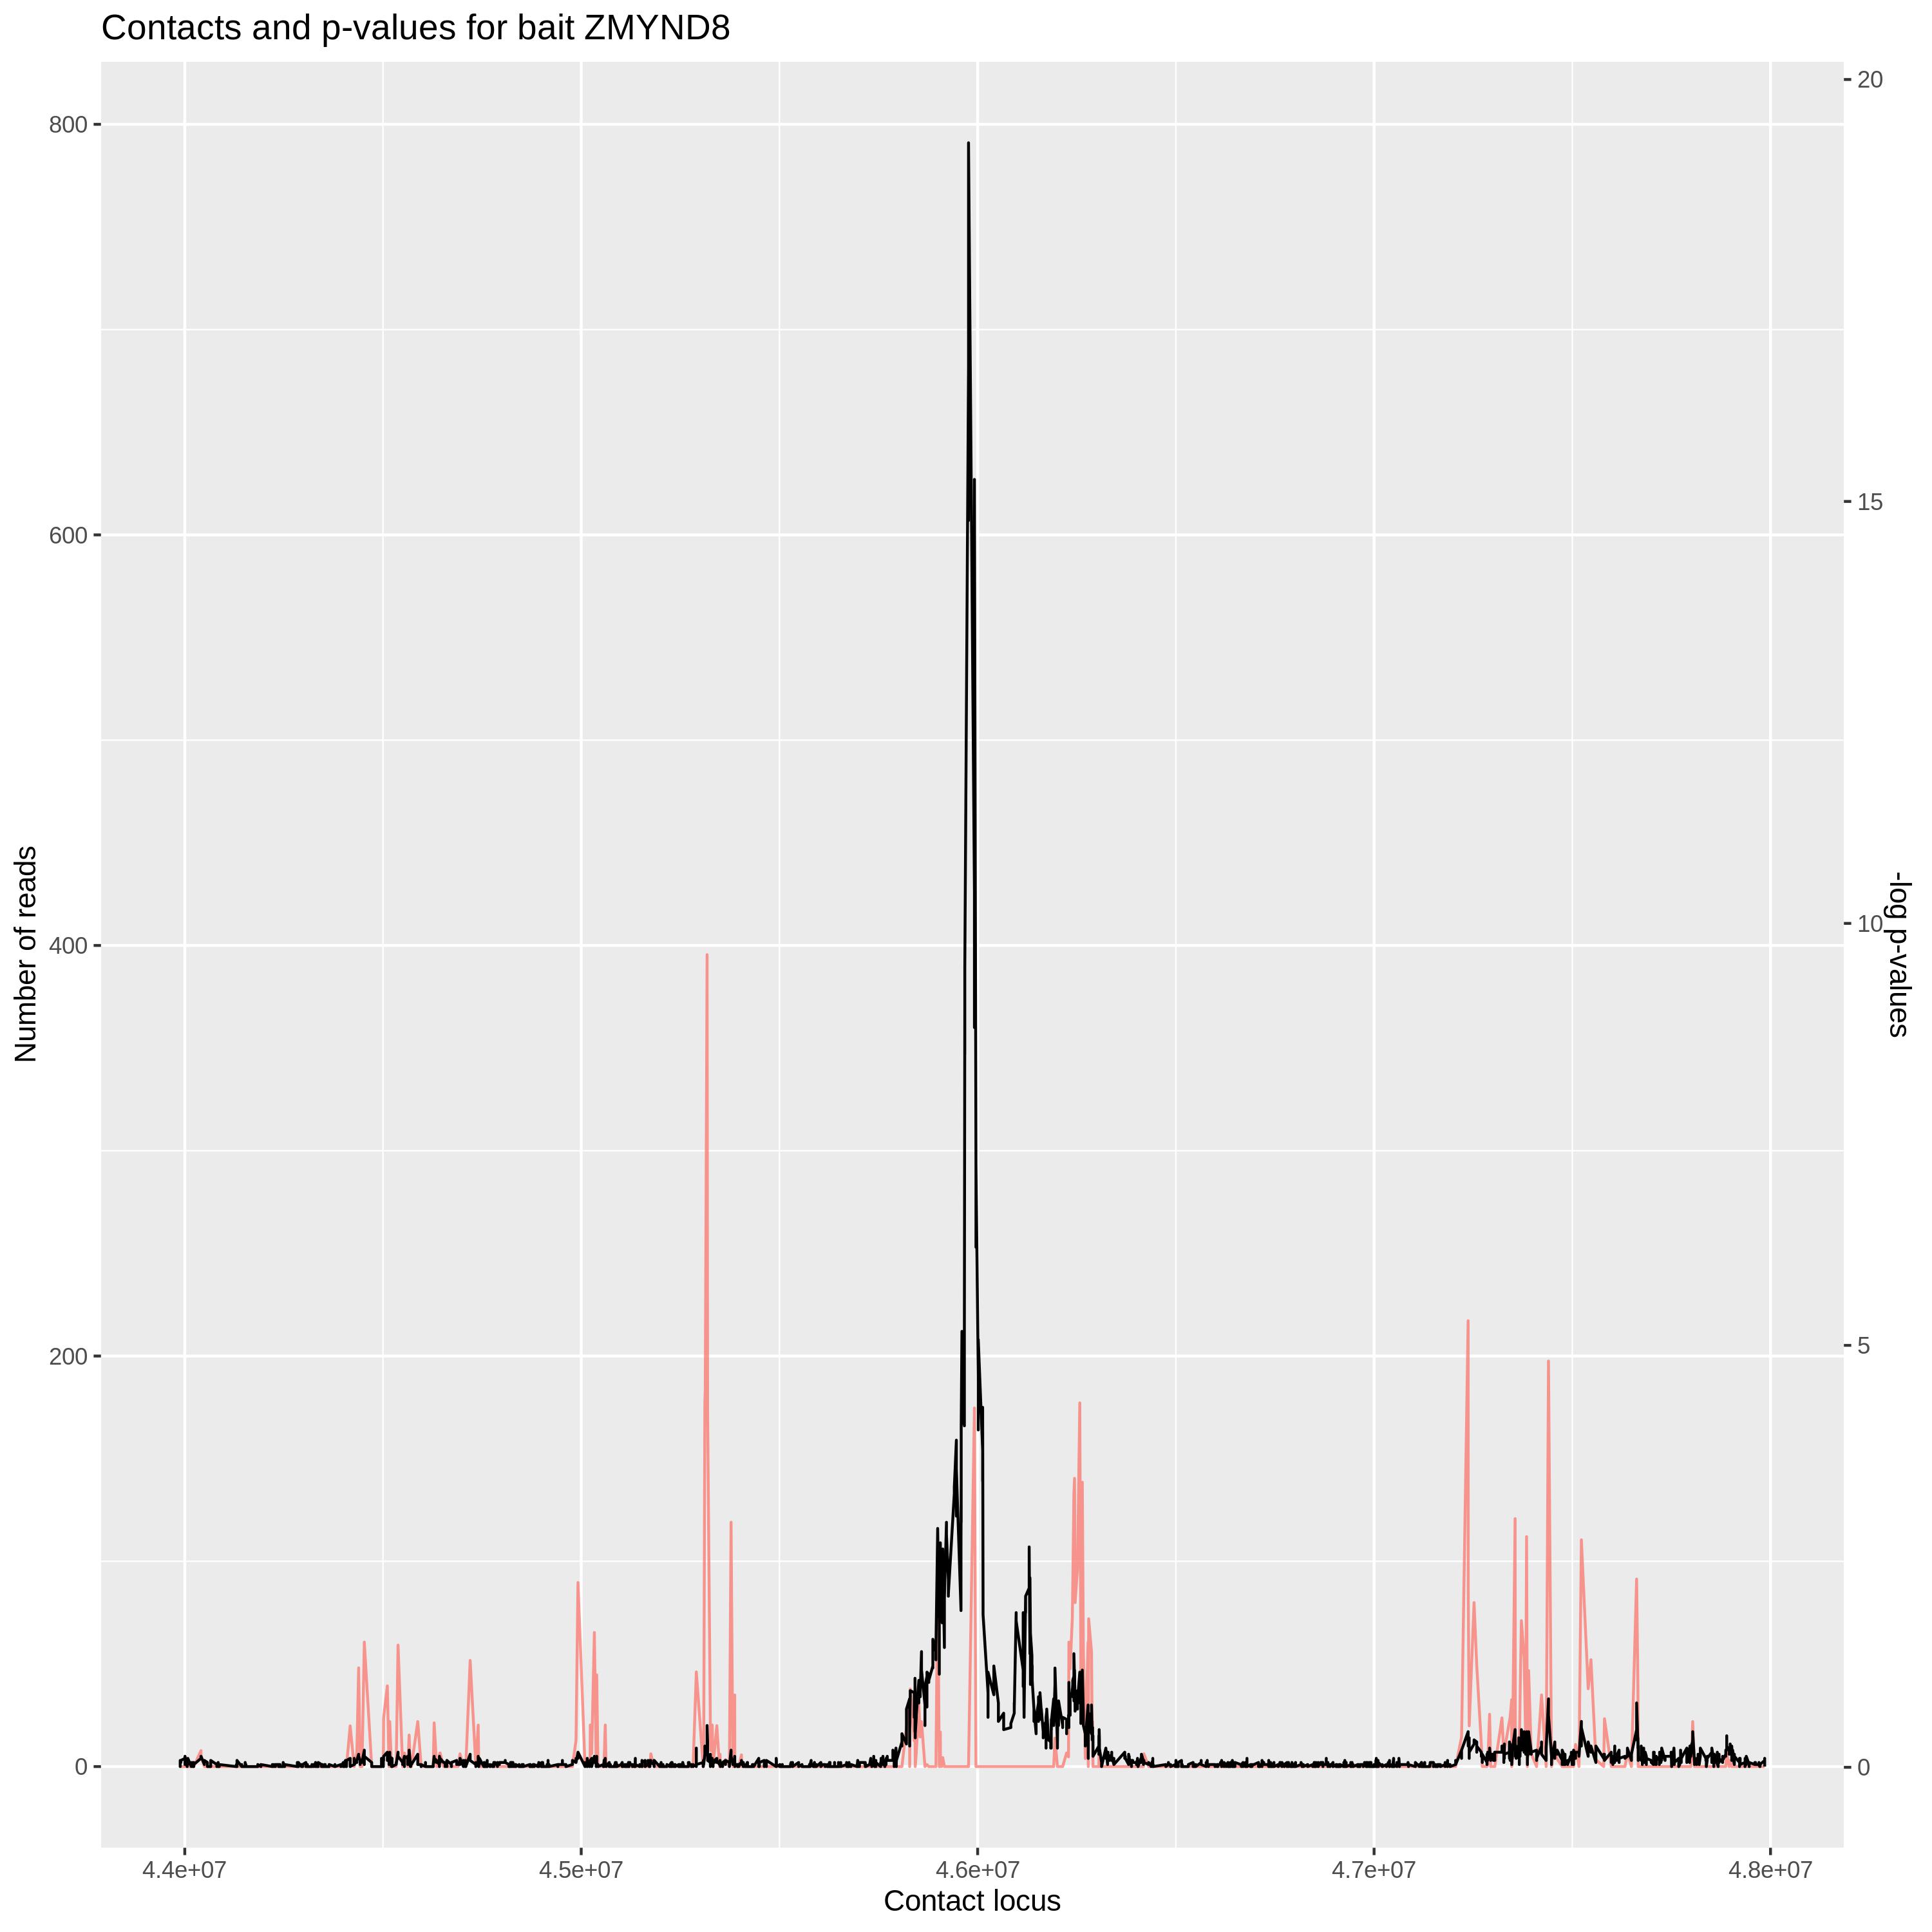 Contacts and p-values for bait ZMYND8
800
600
400
200
0
Number of reads
20
15
10
5
0
-log p-values
4.4e+07 4.5e+07 4.6e+07 4.7e+07 4.8e+07
Contact locus